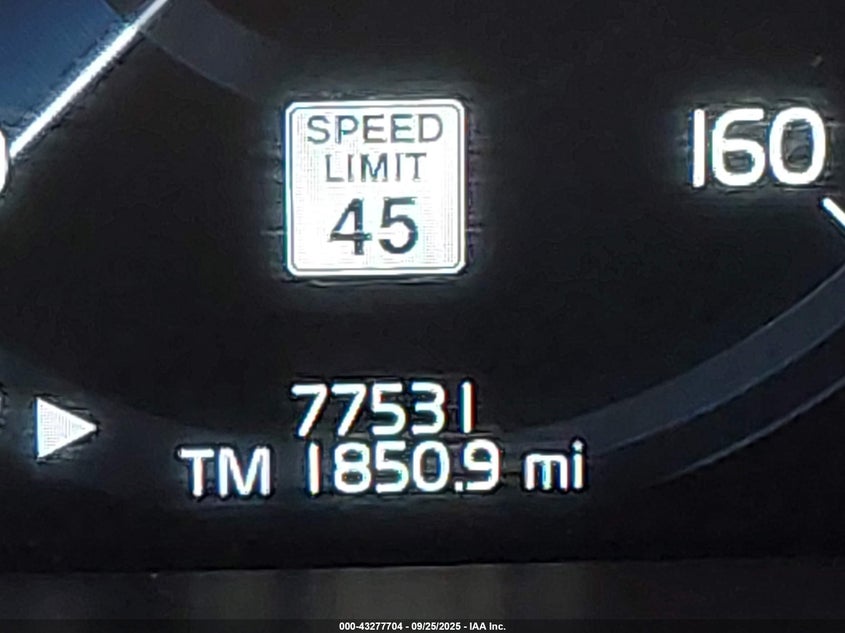 SPEED
LIMIT
45
160
77531
TM 1850.9 mi
000-43277704 - 09/25/2025 - IAA Inc.